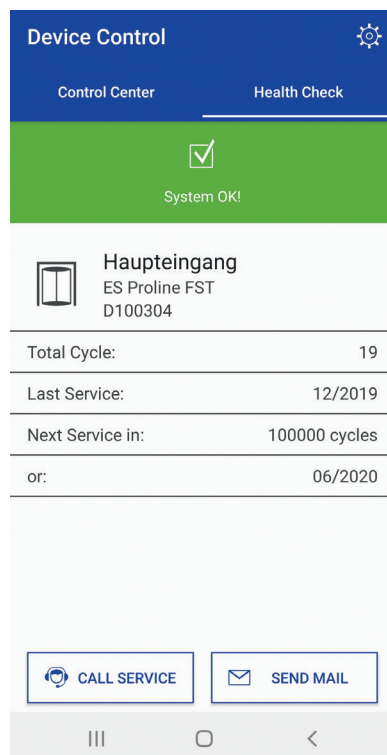 Device Control
Control Center
Health Check
System OK!
Haupteingang
ES Proline FST
D100304
Total Cycle: 19
Last Service: 12/2019
Next Service in: 100000 cycles
or: 06/2020
CALL SERVICE
SEND MAIL